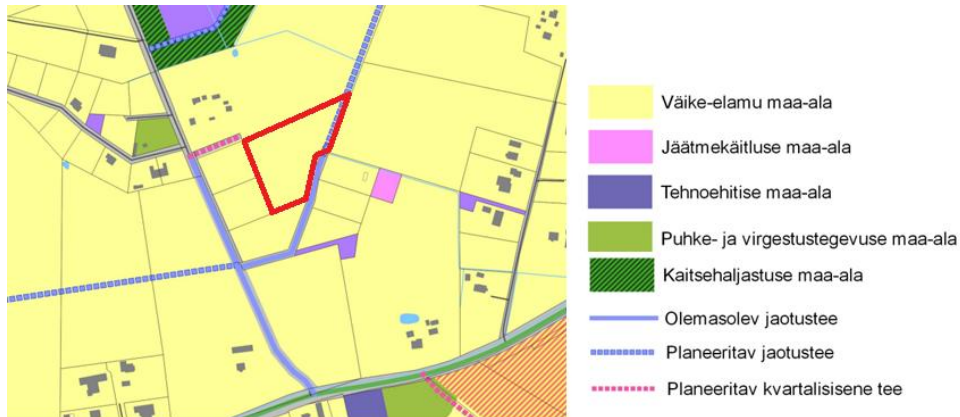 Väike-elamu maa-ala
Jäätmekäitluse maa-ala
Tehnoehitise maa-ala
Puhke- ja virgestustegevuse maa-ala
Kaitsehaljastuse maa-ala
Olemasolev jaotustee
Planeeritav jaotustee
Planeeritav kvartalisisene tee